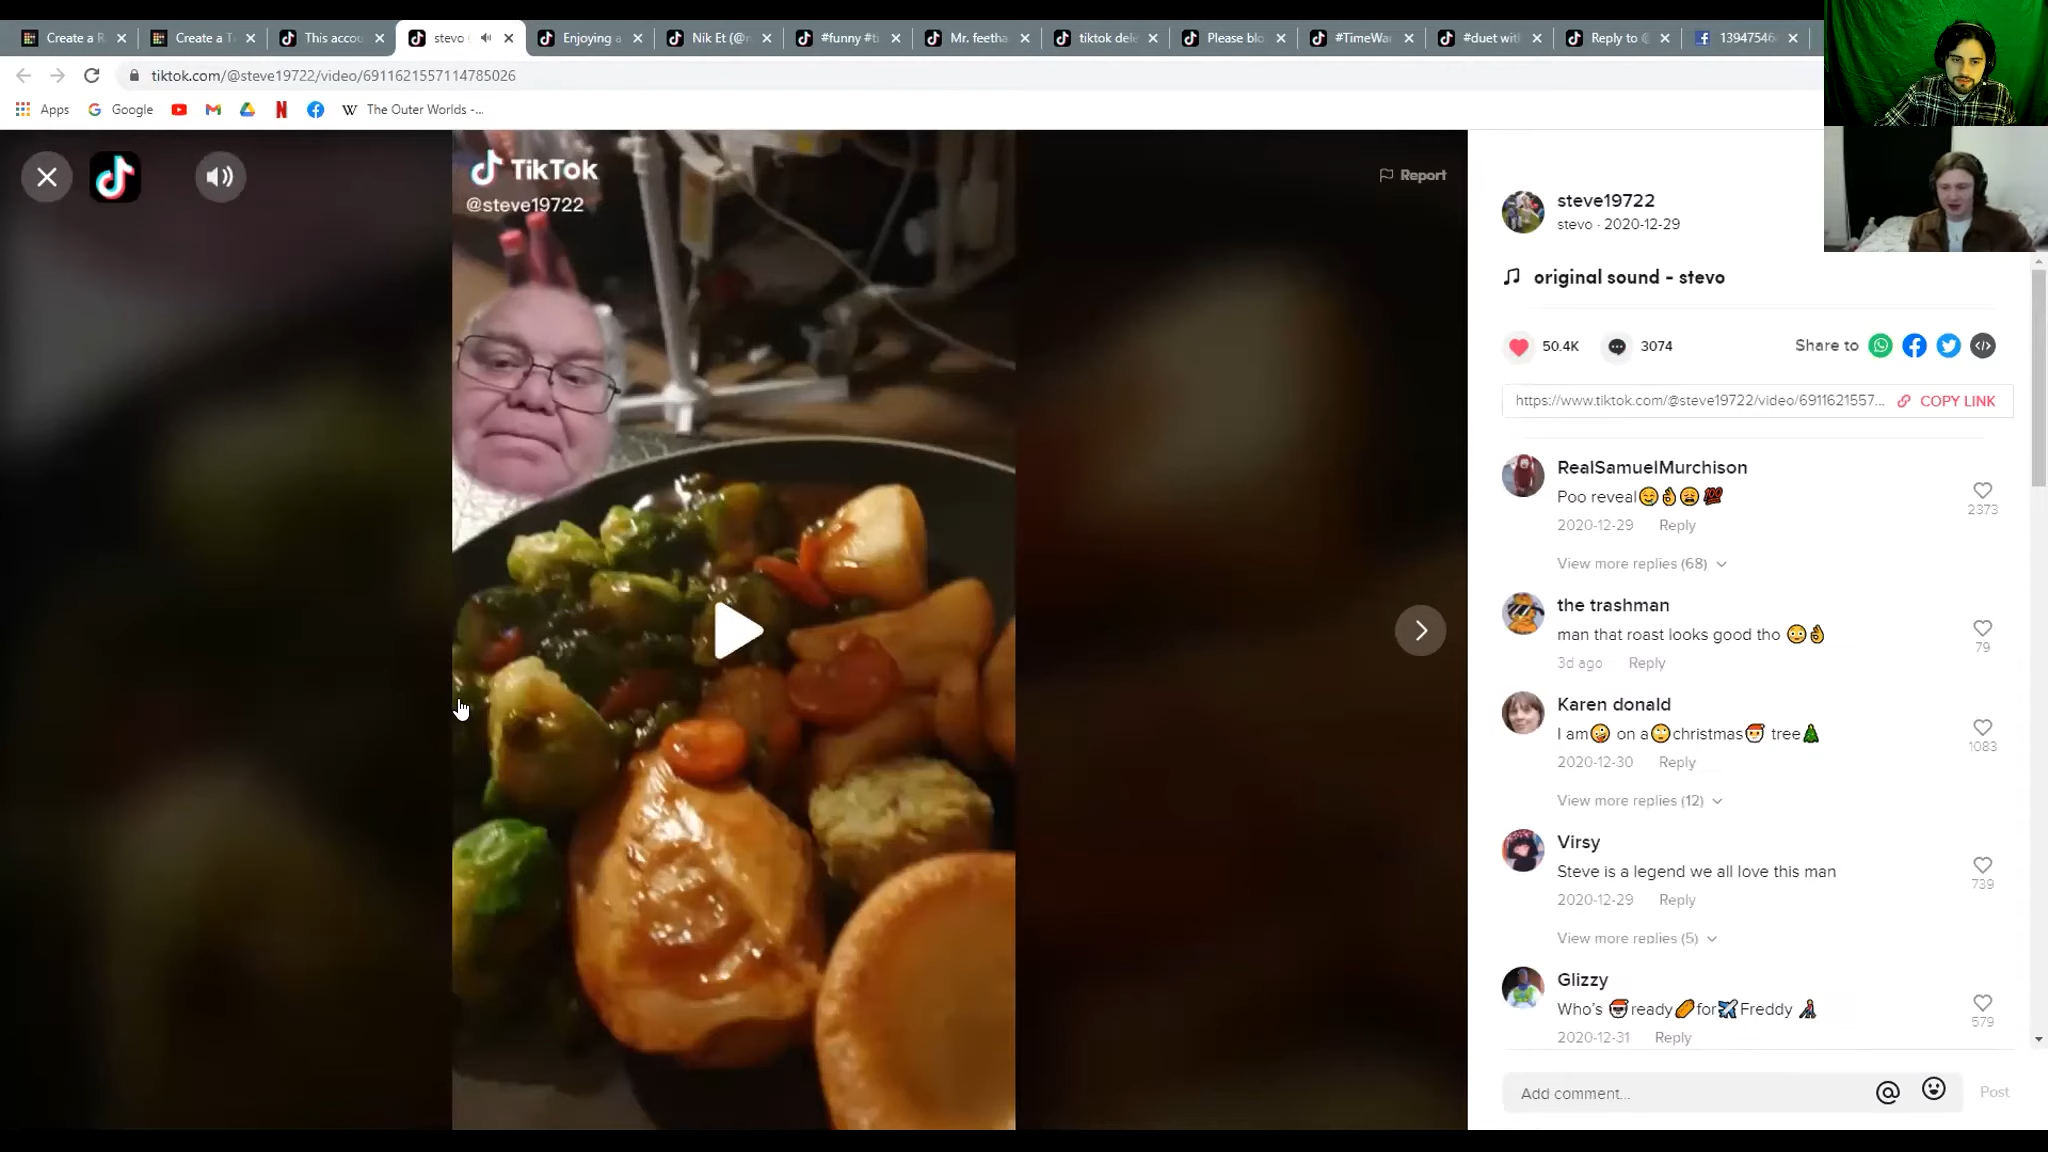 Create a R
Create a T
This accou
stevo
Enjoying a
Nik Et (@n
#funny #ti
Mr. feetha
tiktok dele
Please blo
#TimeWa
#duet wit
Reply to @
1394754
tiktok.com/@steve19722/video/6911621557114785026
Apps
Google
The Outer Worlds -...
TikTok
@steve19722
Report
steve19722
stevo · 2020-12-29
original sound - stevo
50.4K
3074
Share to
https://www.tiktok.com/@steve19722/video/6911621557...
COPY LINK
RealSamuelMurchison
Poo reveal😊👌😩💯
2020-12-29 Reply
2373
View more replies (68)
the trashman
man that roast looks good tho 😳👌
3d ago Reply
79
Karen donald
I am🤪 on a😳christmas🎅 tree🎄
2020-12-30 Reply
1083
View more replies (12)
Virsy
Steve is a legend we all love this man
2020-12-29 Reply
739
View more replies (5)
Glizzy
Who's 🎅ready🌭for✈️Freddy
2020-12-31 Reply
579
Add comment...
Post